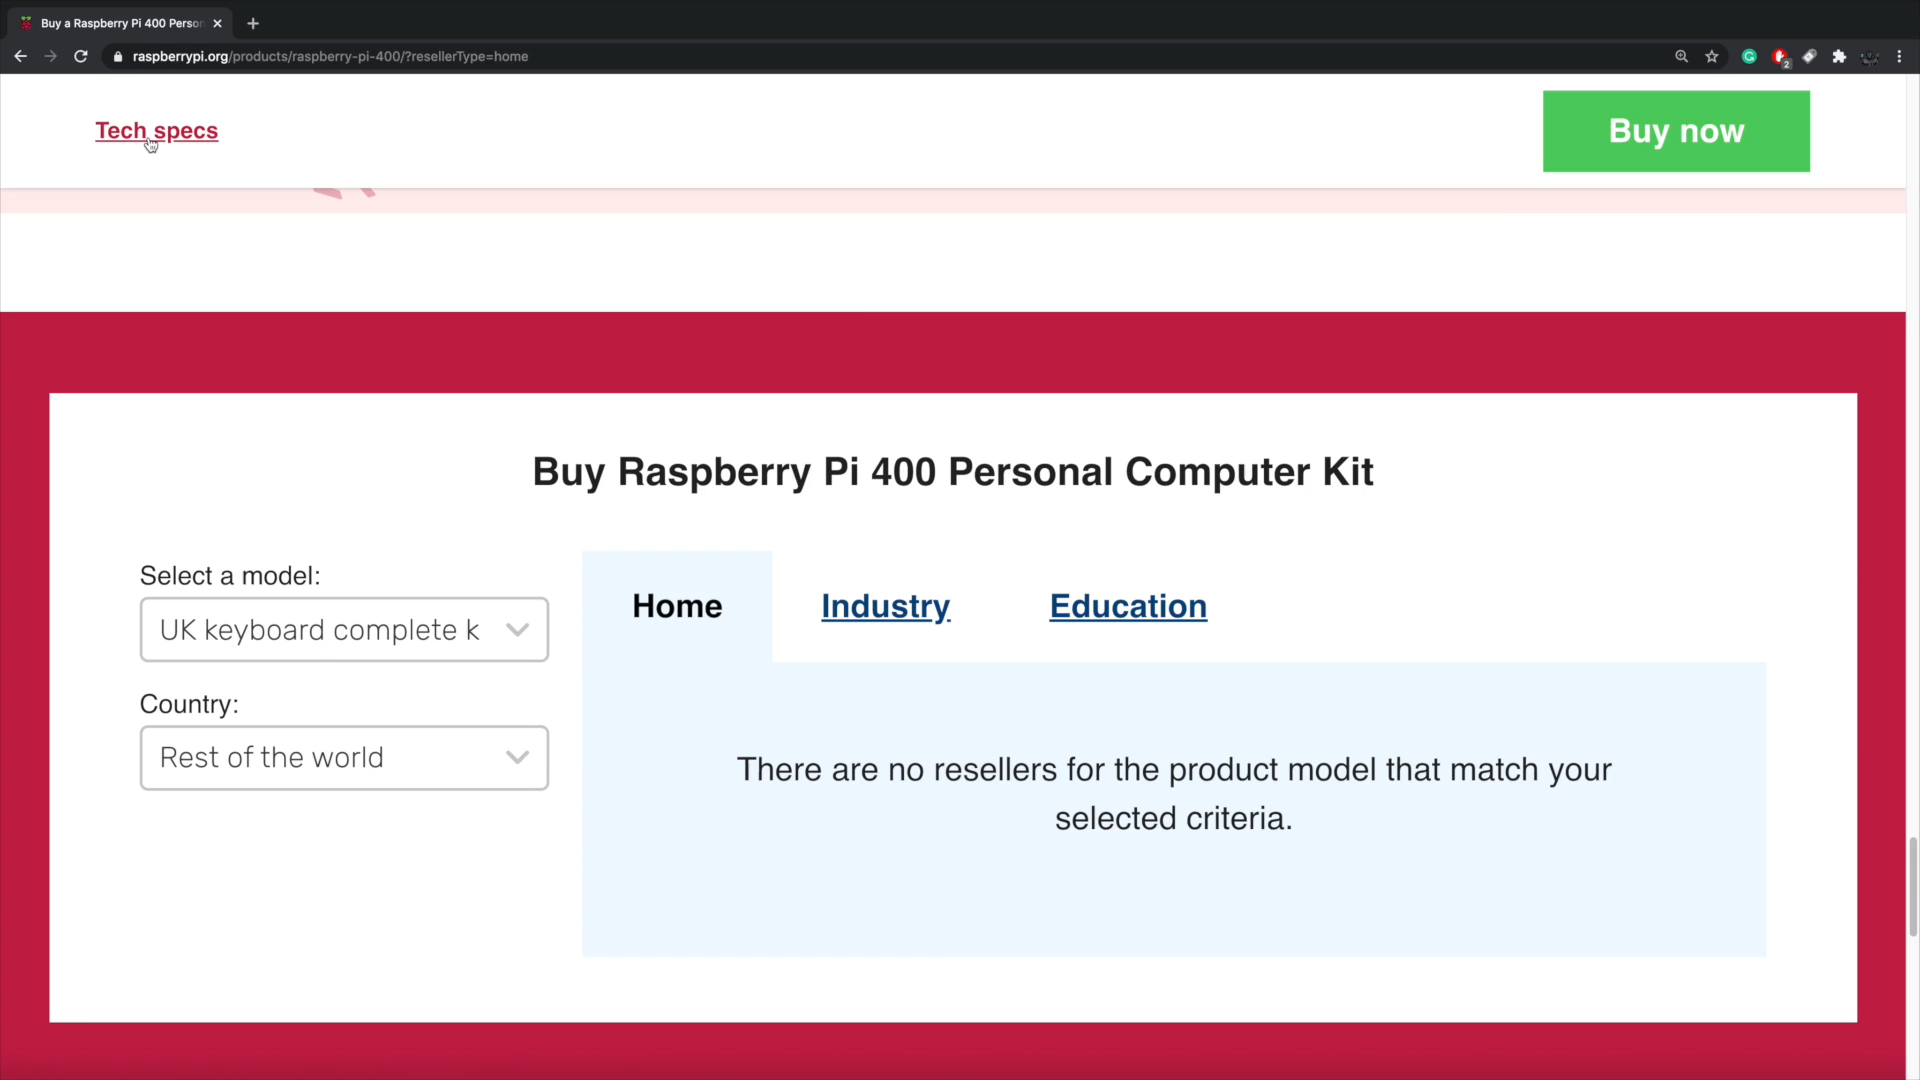 Buy a Raspberry Pi 400 Perso
raspberrypi.org/products/raspberry-pi-400/?resellerType=home
2
Tech specs
Buy now
Buy Raspberry Pi 400 Personal Computer Kit
Select a model:
UK keyboard complete k
Country:
Rest of the world
Home Industry Education
There are no resellers for the product model that match your
selected criteria.